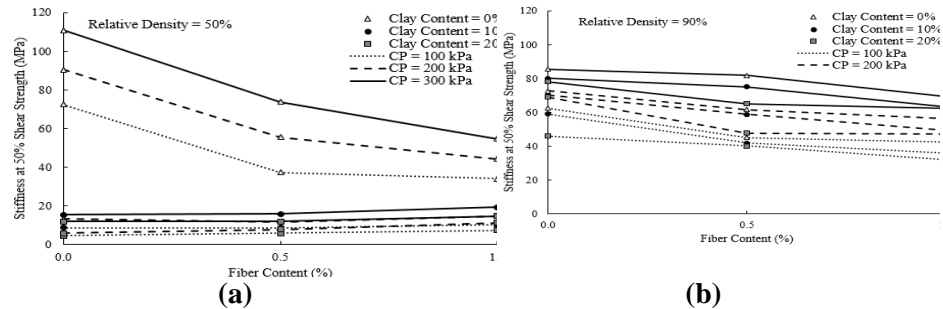 Relative Density = 50%
Clay Content = 0%
Clay Content = 10%
Clay Content = 20
CP = 100 kPa
CP = 200 kPa
CP = 300 kPa
Stiffness at 50% Shear Strength (MPa)
120
100
80
60
40
20
0
0.0
0.5
1.
Fiber Content (%)
(a)
Relative Density = 90%
Clay Content = 0%
Clay Content = 10%
Clay Content = 20%
CP = 100 kPa
CP = 200 kPa
Stiffness at 50% Shear Strength (MPa)
120
100
80
60
40
20
0
0.0
0.5
Fiber Content (%)
(b)